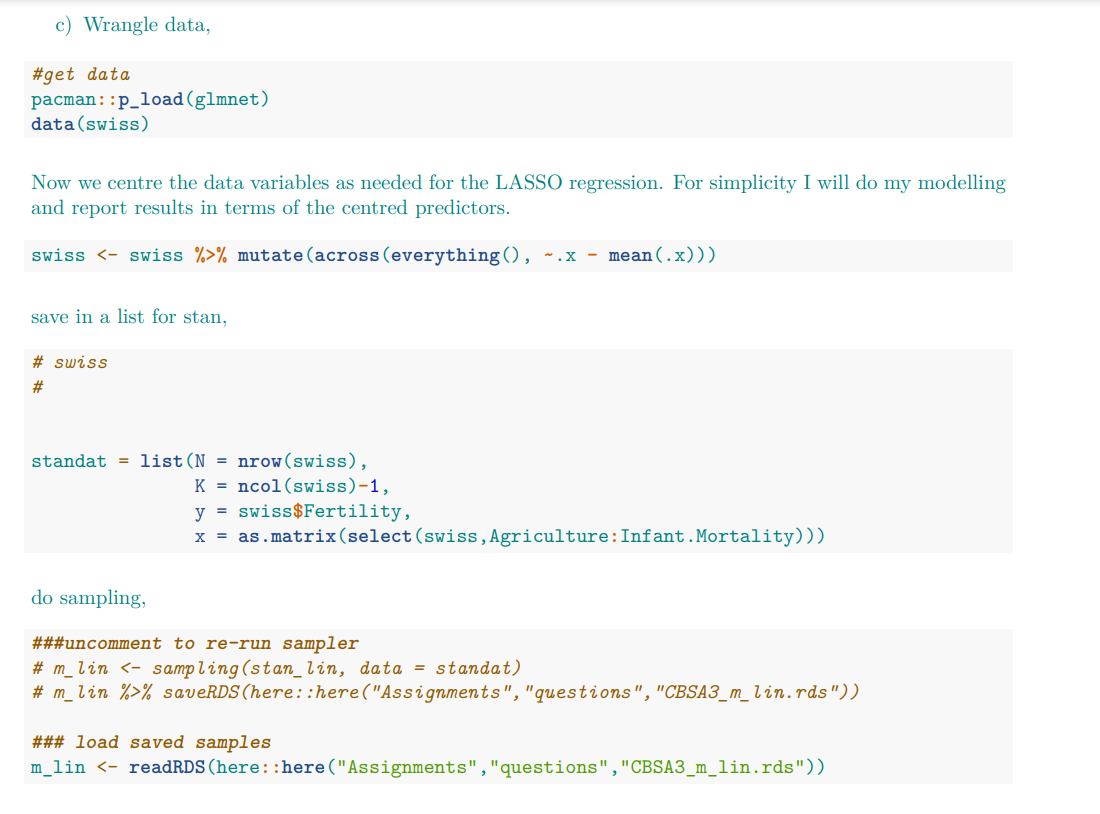 c) Wrangle data,
#get data
pacman::p_load(glmnet)
data(swiss)
Now we centre the data variables as needed for the LASSO regression. For simplicity I will do my modelling
and report results in terms of the centred predictors.
swiss <- swiss %>% mutate(across(everything(), ~.x - mean(.x)))
save in a list for stan,
# swiss
#
standat = list(N = nrow(swiss),
K = ncol(swiss)-1,
y = swiss$Fertility,
x = as.matrix(select(swiss,Agriculture:Infant.Mortality)))
do sampling,
###uncomment to re-run sampler
# m_lin <- sampling(stan_lin, data = standat)
# m_lin %>% saveRDS(here::here("Assignments","questions","CBSA3_m_lin.rds"))
### load saved samples
m_lin <- readRDS(here::here("Assignments","questions","CBSA3_m_lin.rds"))